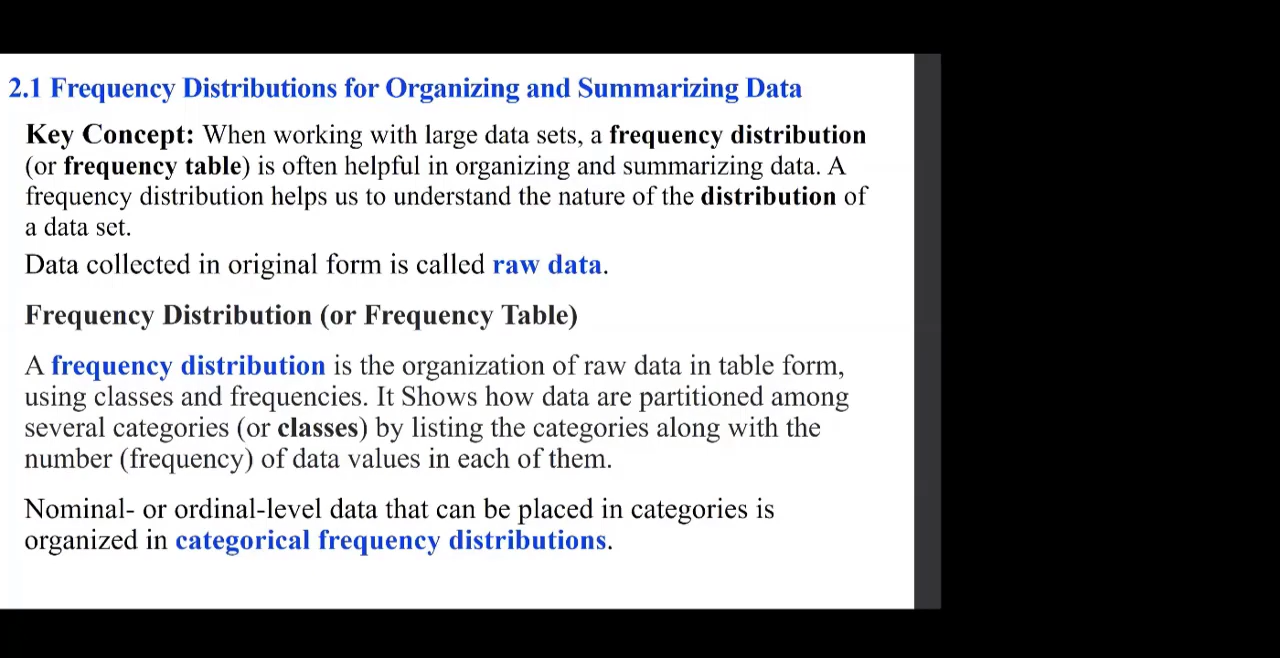 2.1 Frequency Distributions for Organizing and Summarizing Data
Key Concept: When working with large data sets, a frequency distribution
(or frequency table) is often helpful in organizing and summarizing data. A
frequency distribution helps us to understand the nature of the distribution of
a data set.
Data collected in original form is called raw data.
Frequency Distribution (or Frequency Table)
A frequency distribution is the organization of raw data in table form,
using classes and frequencies. It Shows how data are partitioned among
several categories (or classes) by listing the categories along with the
number (frequency) of data values in each of them.
Nominal- or ordinal-level data that can be placed in categories is
organized in categorical frequency distributions.